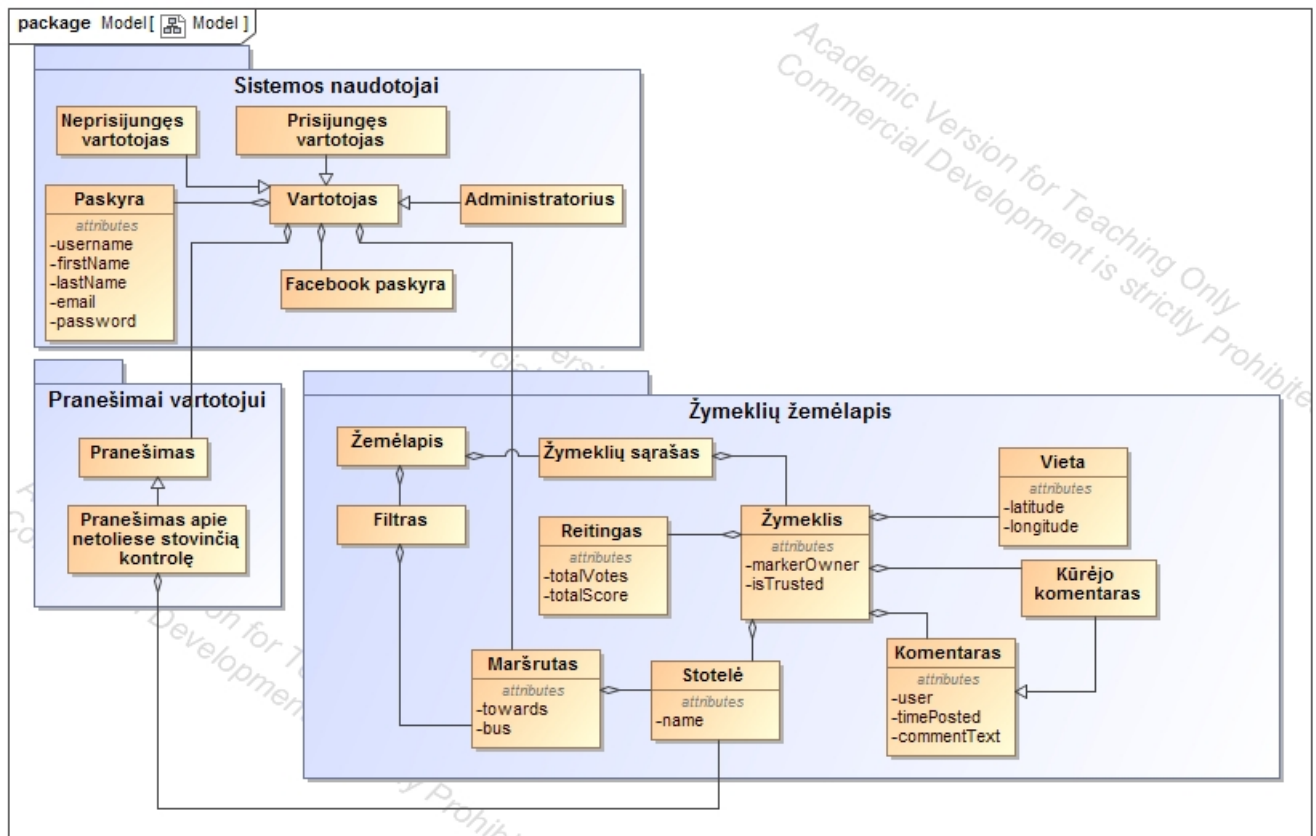 package Model[ Model ]
Academic Version for Teaching Only
Commercial Development is strictly Prohibite
Sistemos naudotojai
Neprisijungęs
vartotojas
Prisijungęs
vartotojas
Paskyra
attributes
-username
-firstName
-lastName
-email
-password
Vartotojas
Administratorius
Facebook paskyra
Pranešimai vartotojui
Pranešimas
Pranešimas apie
netoliese stovinčią
kontrolę
Žymeklių žemėlapis
Žemėlapis
Žymeklių sąrašas
Vieta
attributes
-latitude
-longitude
Filtras
Reitingas
attributes
-totalVotes
-totalScore
Žymeklis
attributes
-markerOwner
-isTrusted
Kūrėjo
komentaras
Maršrutas
attributes
-towards
-bus
Stotelė
attributes
-name
Komentaras
attributes
-user
-timePosted
-commentText